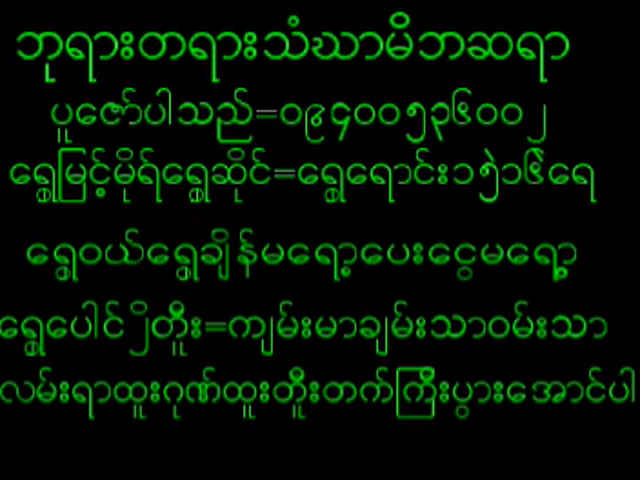 ဘုရားတရားသံဃာမိဘဆရာ
ပူဇော်ပါသည်=၀၉၄၀၀၅၃၆၀၀၂
ရွှေမြင့်မိုရ်ရွှေဆိုင်=ရွှေရောင်း၁၅ဲ၁၆ဲရေ
ရွှေဝယ်ရွှေချိန်မရော့ပေးငွေမရော့
ရွှေပေါင်ဒိုတိုး=ကျမ်းမာချမ်းသာဝမ်းသာ
လမ်းရာထူးဂုဏ်ထူးတိုးတက်ကြီးပွားအောင်ပါ